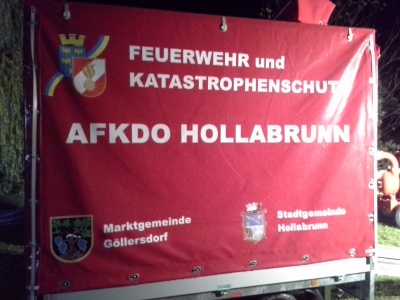 FEUERWEHR und
KATASTROPHENSCHUTZ
AFKDO HOLLABRUNN
Marktgemeinde
Göllersdorf
Stadtgemeinde
Hollabrunn